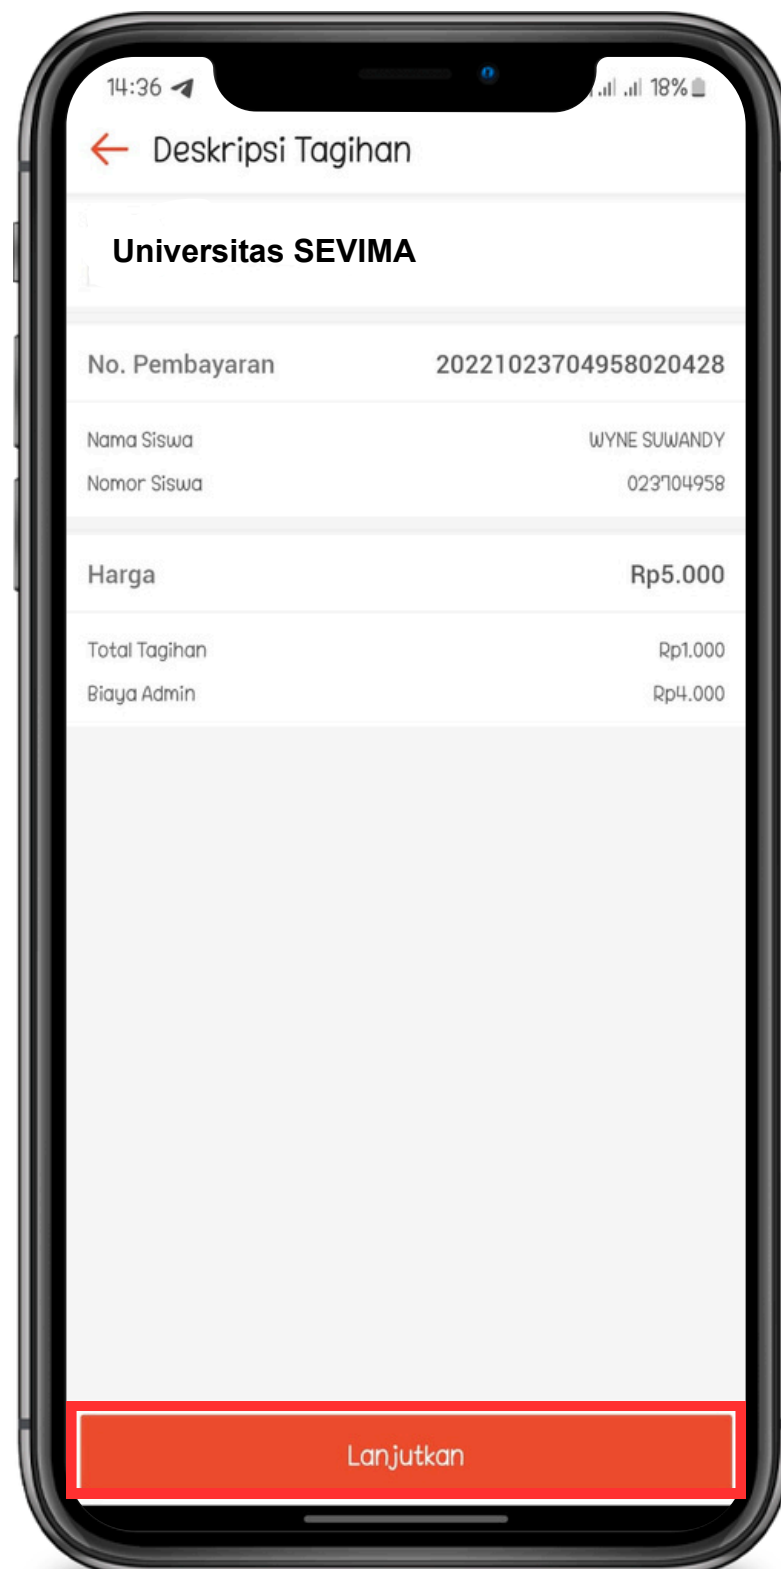 14:36 18%
Deskripsi Tagihan
Universitas SEVIMA
No. Pembayaran 20221023704958020428
Nama Siswa WYNE SUWANDY
Nomor Siswa 023704958
Harga Rp5.000
Total Tagihan Rp1.000
Biaya Admin Rp4.000
Lanjutkan